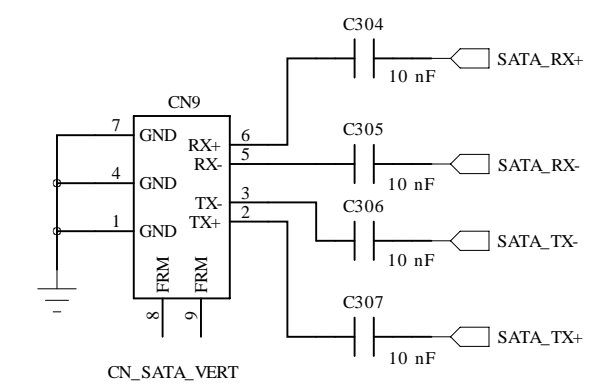 C304
10 nF
SATA_RX+
CN9
7
GND
RX+
6
C305
RX-
5
10 nF
SATA_RX-
4
GND
TX-
3
C306
TX+
2
10 nF
SATA_TX-
1
GND
FRM
FRM
8
9
C307
10 nF
SATA_TX+
CN_SATA_VERT